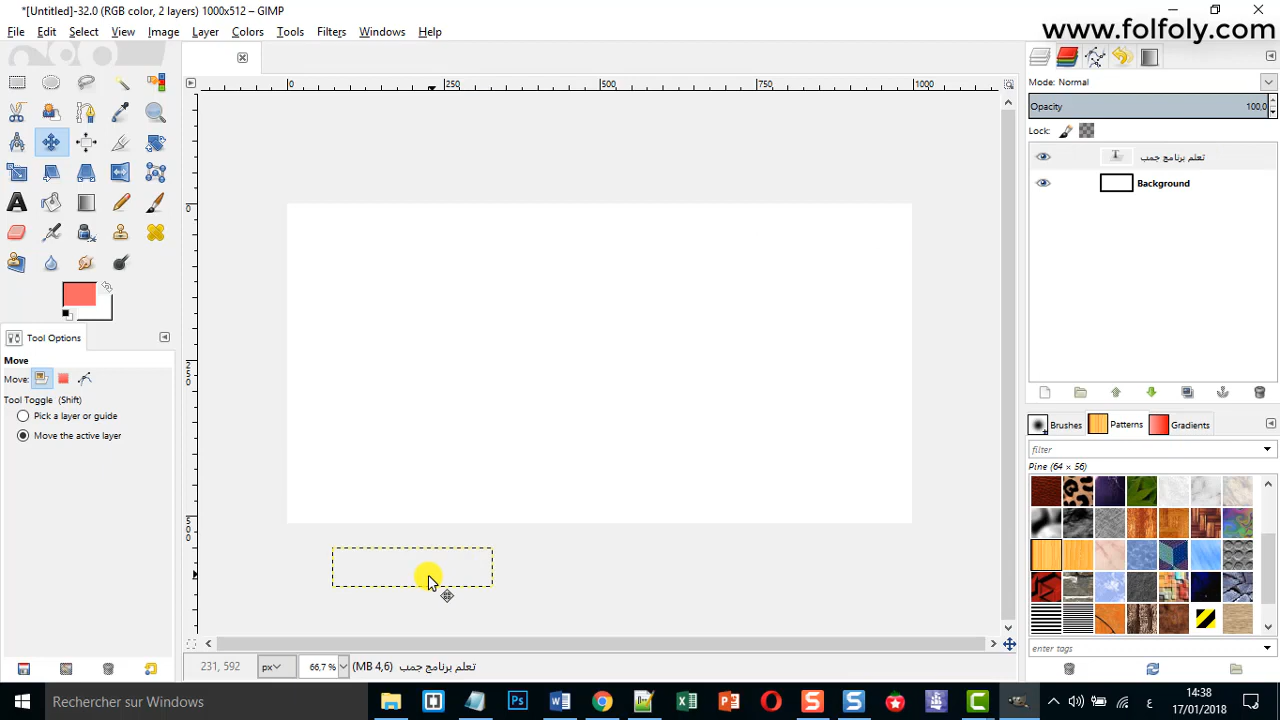 *[Untitled]-32.0 (RGB color, 2 layers) 1000x512 – GIMP
www.folfoly.com
File Edit Select View Image Layer Colors Tools Filters Windows Help
0 250 500 750 1000
Mode: Normal
Opacity 100,0
Lock:
تعلم برنامج جمب
Background
0
250
500
Tool Options
Move
Move:
Tool Toggle (Shift)
Pick a layer or guide
Move the active layer
Brushes Patterns Gradients
filter
Pine (64 × 56)
enter tags
231, 592 px 66,7 % (MB 4,6) تعلم برنامج جمب
Rechercher sur Windows
ع 14:38
17/01/2018